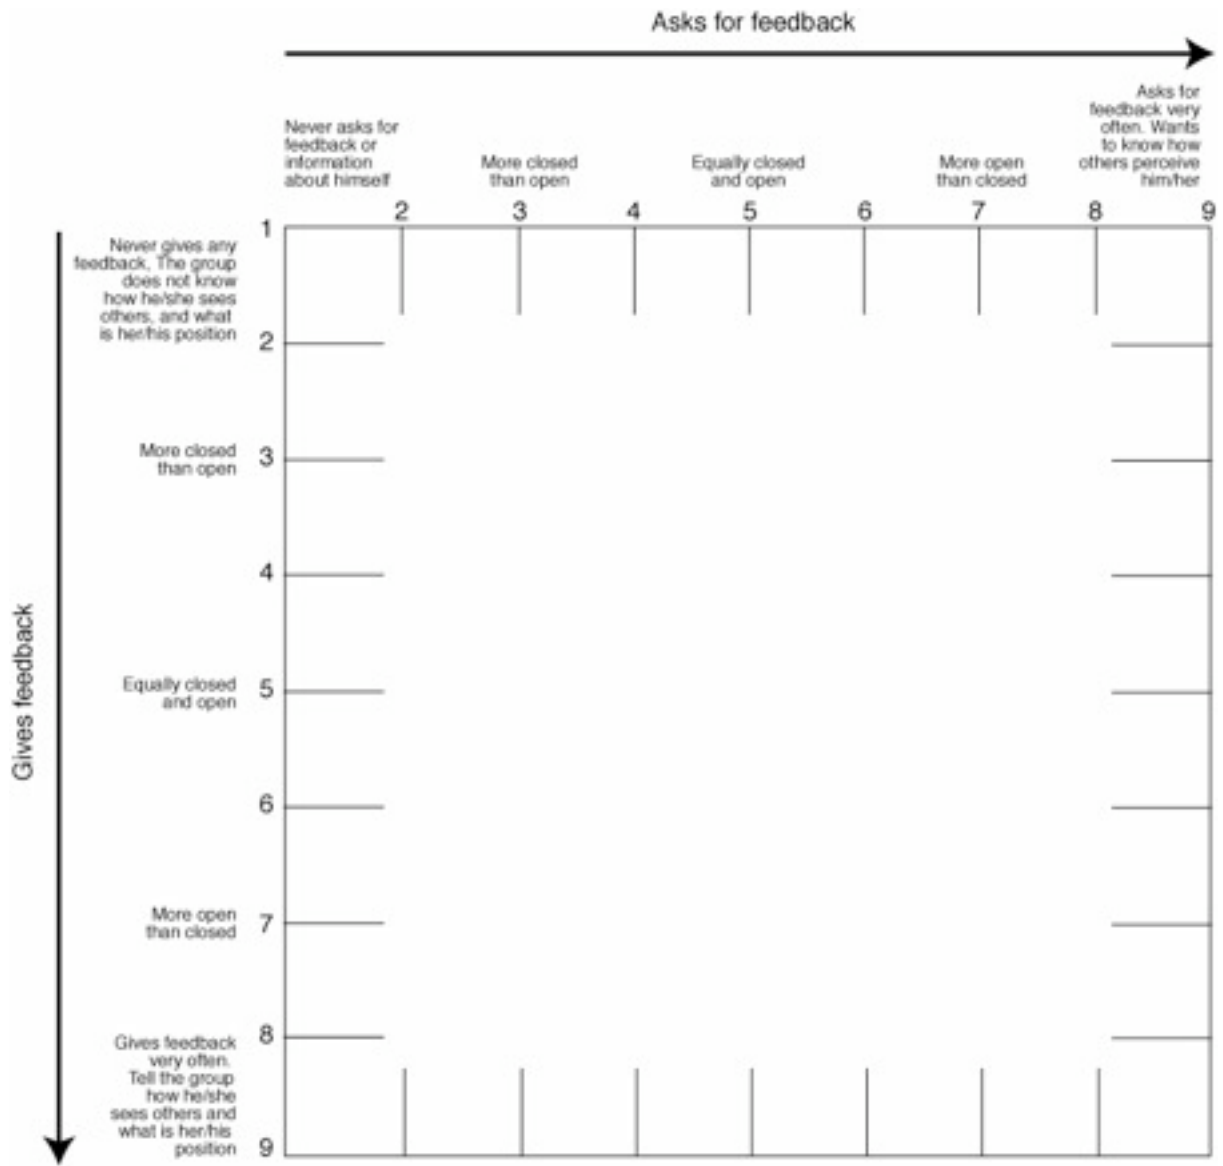 Asks for feedback
Never asks for
feedback or
information
about himself
More closed
than open
Equally closed
and open
More open
than closed
Asks for
feedback very
often. Wants
to know how
others perceive
him/her
2 3 4 5 6 7 8 9
1
Never gives any
feedback, The group
does not know
how he/she sees
others, and what
is her/his position
2
More closed
than open
3
4
Gives feedback
Equally closed
and open
5
6
More open
than closed
7
8
Gives feedback
very often.
Tell the group
how he/she
sees others and
what is her/his
position
9